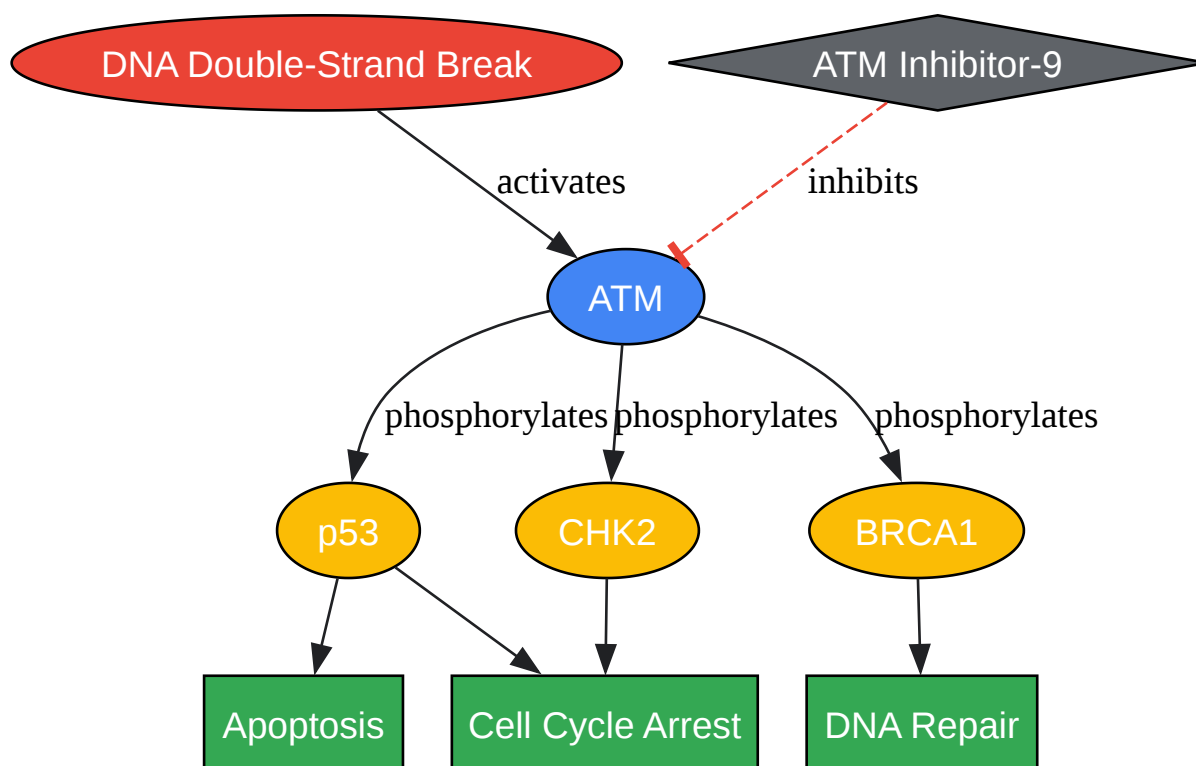 DNA Double-Strand Break
ATM Inhibitor-9
activates
inhibits
ATM
phosphorylates
phosphorylates
phosphorylates
p53
CHK2
BRCA1
Apoptosis
Cell Cycle Arrest
DNA Repair